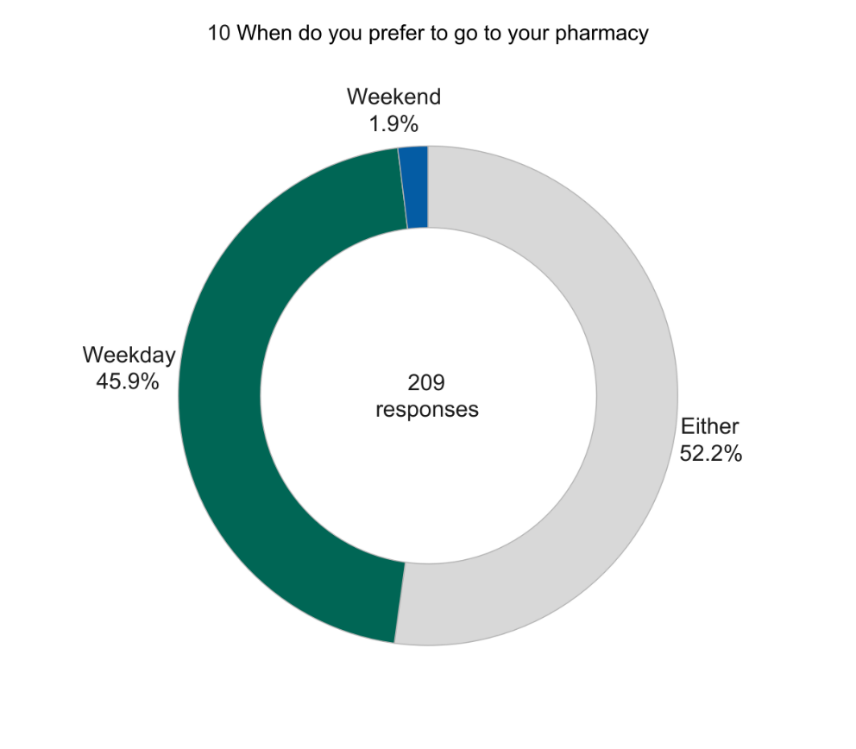 10 When do you prefer to go to your pharmacy
Weekend
1.9%
Weekday
45.9%
209
responses
Either
52.2%